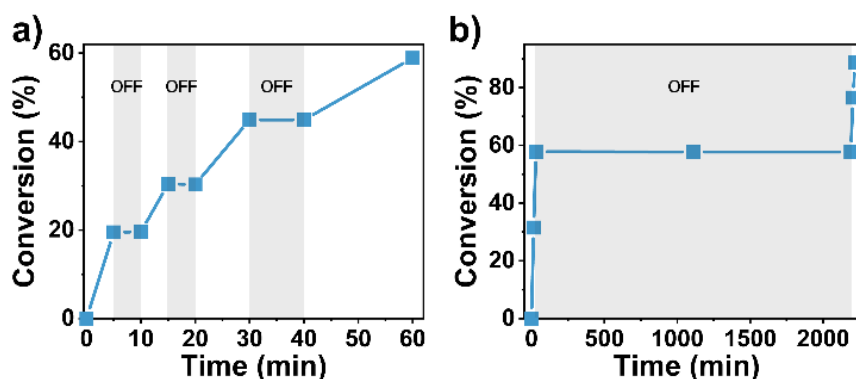 a)
60
40
20
0
Conversion (%)
OFF OFF OFF
0 10 20 30 40 50 60
Time (min)
b)
80
60
40
20
0
Conversion (%)
OFF
0 500 1000 1500 2000
Time (min)